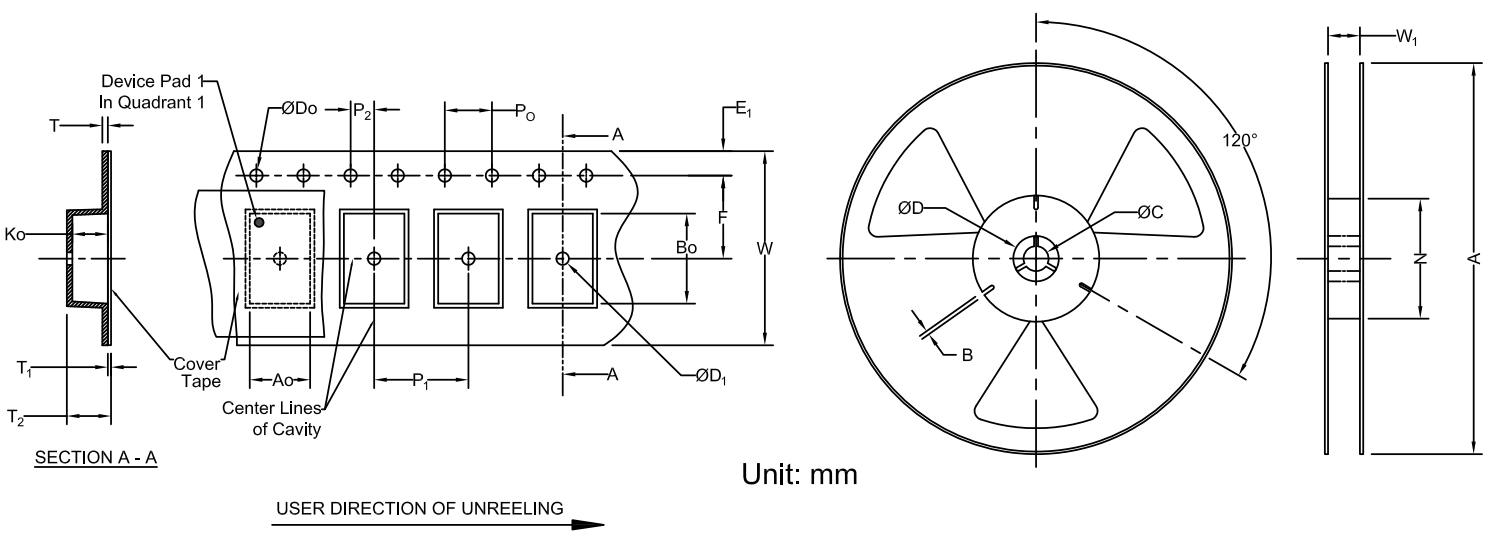 Device Pad 1
In Quadrant 1
T
ØDo
P2
PO
E1
A
F
W
Ko
Bo
T1
Cover
Tape
Ao
P1
A
ØD1
T2
Center Lines
of Cavity
SECTION A - A
USER DIRECTION OF UNREELING
Unit: mm
120°
ØD
ØC
B
W1
N
A